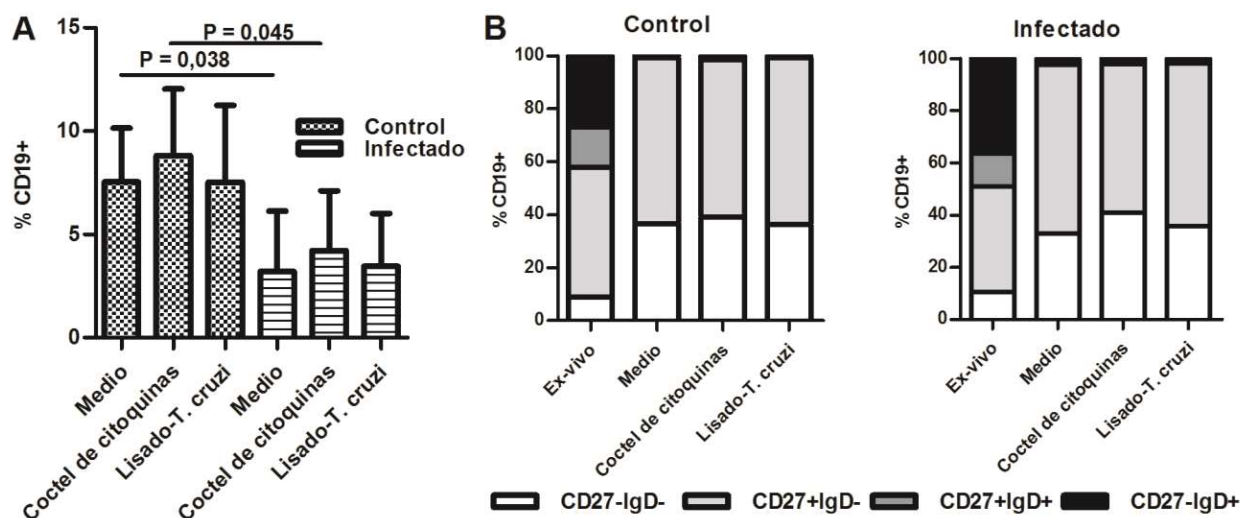 A
15
10
5
0
% CD19+
P = 0,045
P = 0,038
Control
Infectado
Medio
Coctel de citoquinas
Lisado-T. cruzi
Medio
Coctel de citoquinas
Lisado-T. cruzi
B
Control
100
80
60
40
20
0
% CD19+
Ex-vivo
Medio
Coctel de citoquinas
Lisado-T. cruzi
Infectado
100
80
60
40
20
0
% CD19+
Ex-vivo
Medio
Coctel de citoquinas
Lisado-T. cruzi
CD27-IgD- CD27+IgD- CD27+IgD+ CD27-IgD+